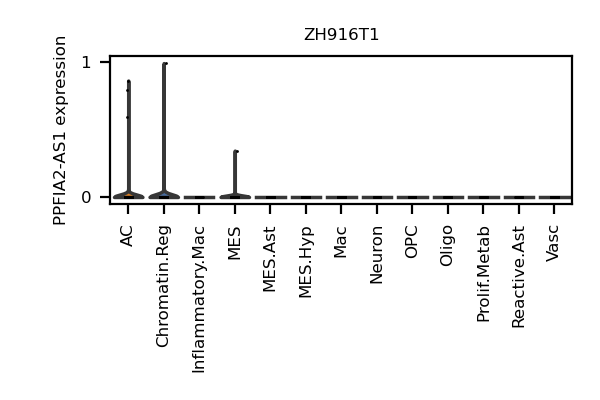 ZH916T1
PPFIA2-AS1 expression
1
0
AC
Chromatin.Reg
Inflammatory.Mac
MES
MES.Ast
MES.Hyp
Mac
Neuron
OPC
Oligo
Prolif.Metab
Reactive.Ast
Vasc